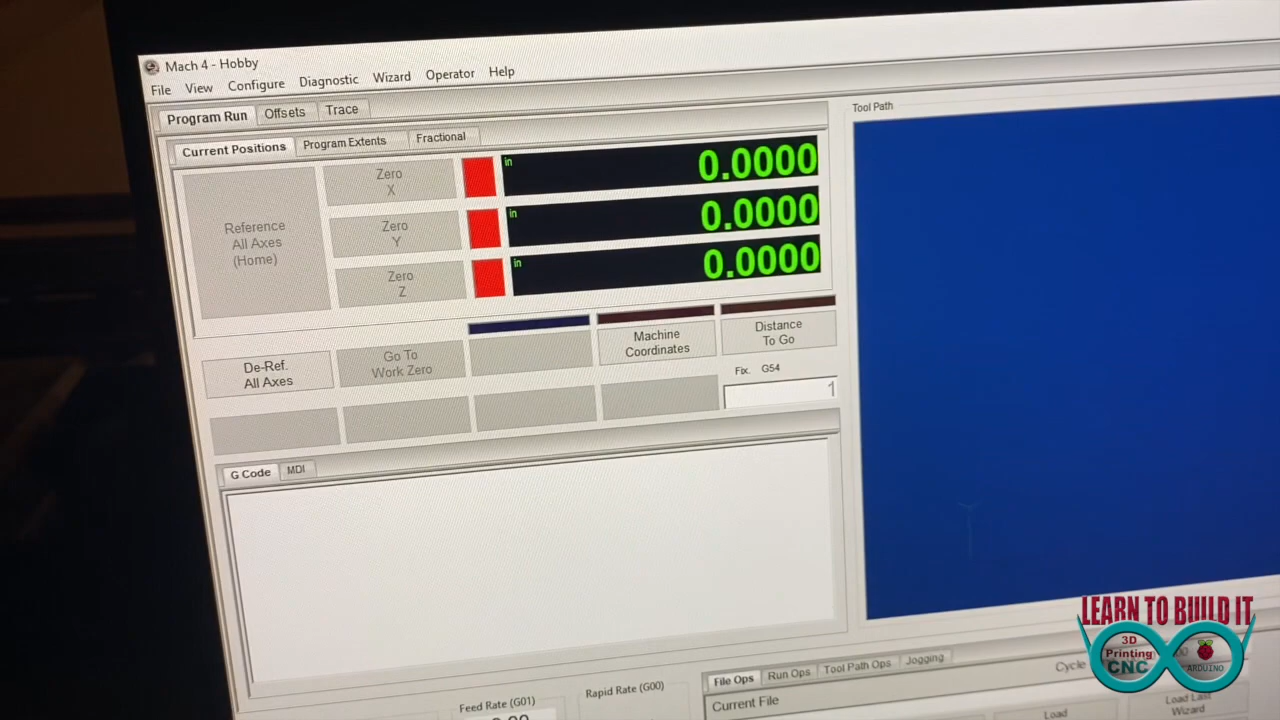 Mach 4 - Hobby
File View Configure Diagnostic Wizard Operator Help
Program Run Offsets Trace
Current Positions Program Extents Fractional
Reference
All Axes
(Home)
Zero
X
in 0.0000
Zero
Y
in 0.0000
Zero
Z
in 0.0000
De-Ref.
All Axes
Go To
Work Zero
Machine
Coordinates
Distance
To Go
Fix. G54
1
G Code MDI
Tool Path
Feed Rate (G01)
Rapid Rate (G00)
File Ops Run Ops Tool Path Ops Jogging
Current File
Cycle
Load
Load Last
Wizard
LEARN TO BUILD IT
3D
Printing
CNC
ARDUINO